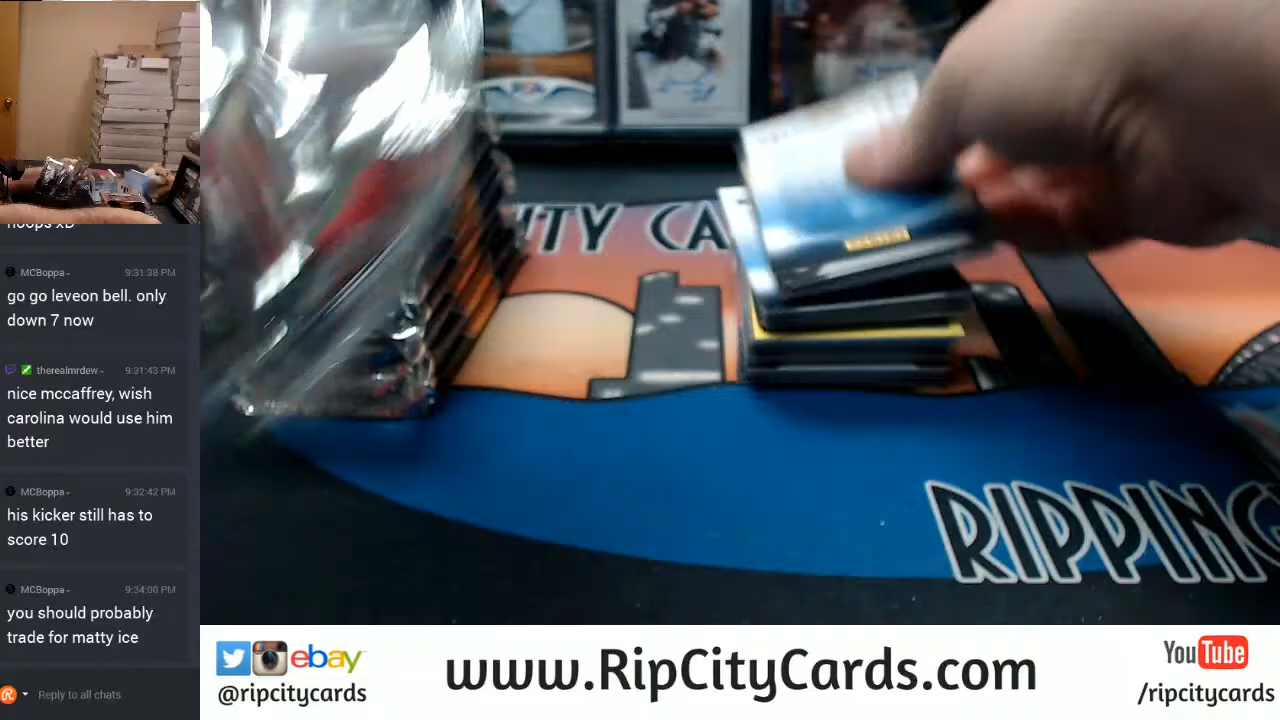 hoops xD
MCBoppa-
9:31:38 PM
go go leveon bell. only
down 7 now
therealmrdew-
9:31:43 PM
nice mccaffrey, wish
carolina would use him
better
MCBoppa-
9:32:42 PM
his kicker still has to
score 10
MCBoppa-
9:34:00 PM
you should probably
trade for matty ice
Reply to all chats
ITY CA
RIPPING
ebay
@ripcitycards
www.RipCityCards.com
YouTube
/ripcitycards